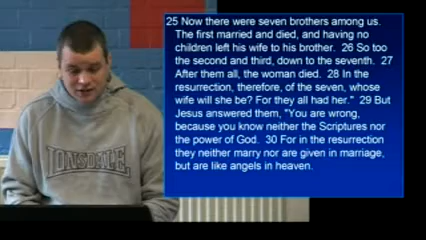 25 Now there were seven brothers among us.
The first married and died, and having no
children left his wife to his brother. 26 So too
the second and third, down to the seventh. 27
After them all, the woman died. 28 In the
resurrection, therefore, of the seven, whose
wife will she be? For they all had her." 29 But
Jesus answered them, "You are wrong,
because you know neither the Scriptures nor
the power of God. 30 For in the resurrection
they neither marry nor are given in marriage,
but are like angels in heaven.
LONSDALE